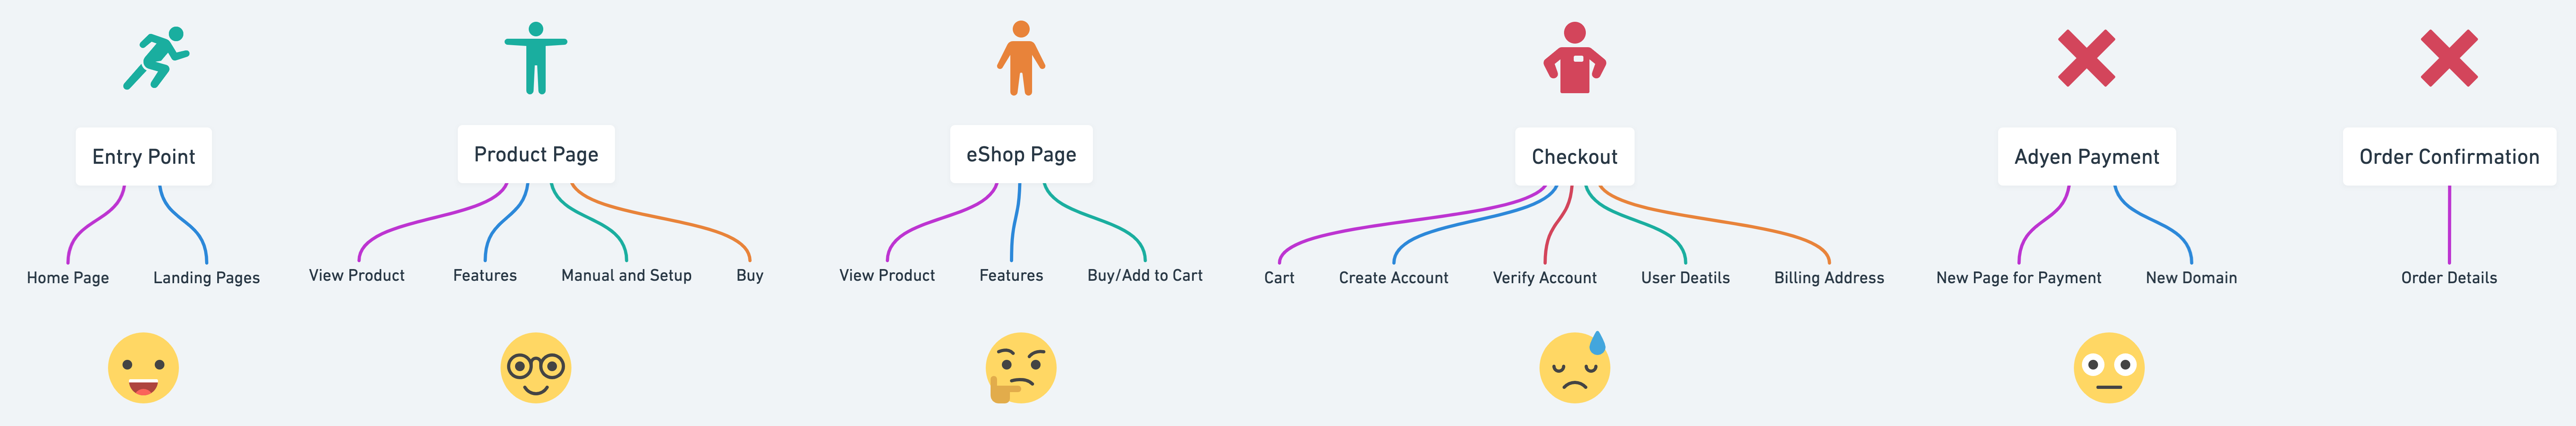 Entry Point
Product Page
eShop Page
Checkout
Adyen Payment
Order Confirmation
Home Page
Landing Pages
View Product
Features
Manual and Setup
Buy
View Product
Features
Buy/Add to Cart
Cart
Create Account
Verify Account
User Deatils
Billing Address
New Page for Payment
New Domain
Order Details